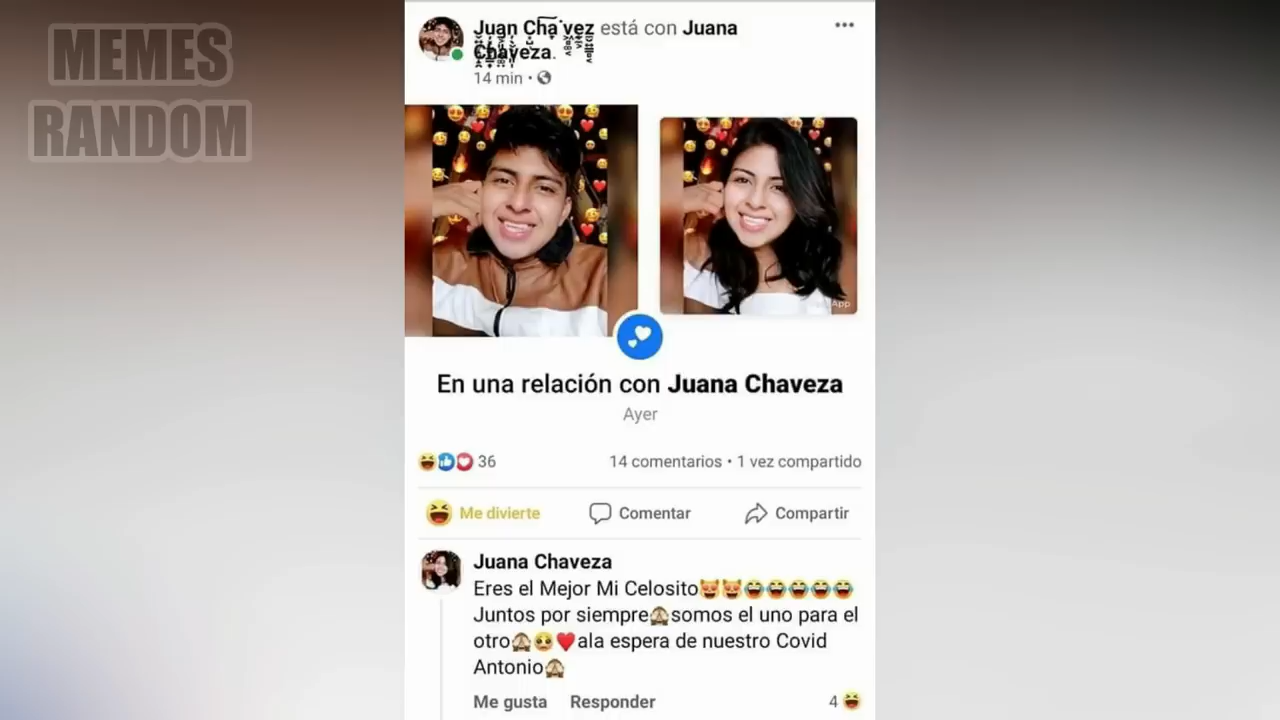 MEMES
RANDOM
Juan Chavez está con Juana
Chaveza.
14 min
En una relación con Juana Chaveza
Ayer
36
14 comentarios • 1 vez compartido
Me divierte
Comentar
Compartir
Juana Chaveza
Eres el Mejor Mi Celosito😻😻😂😂😂😂😂
Juntos por siempre🙈somos el uno para el
otro🙈🥺❤️ala espera de nuestro Covid
Antonio🙈
Me gusta Responder
4